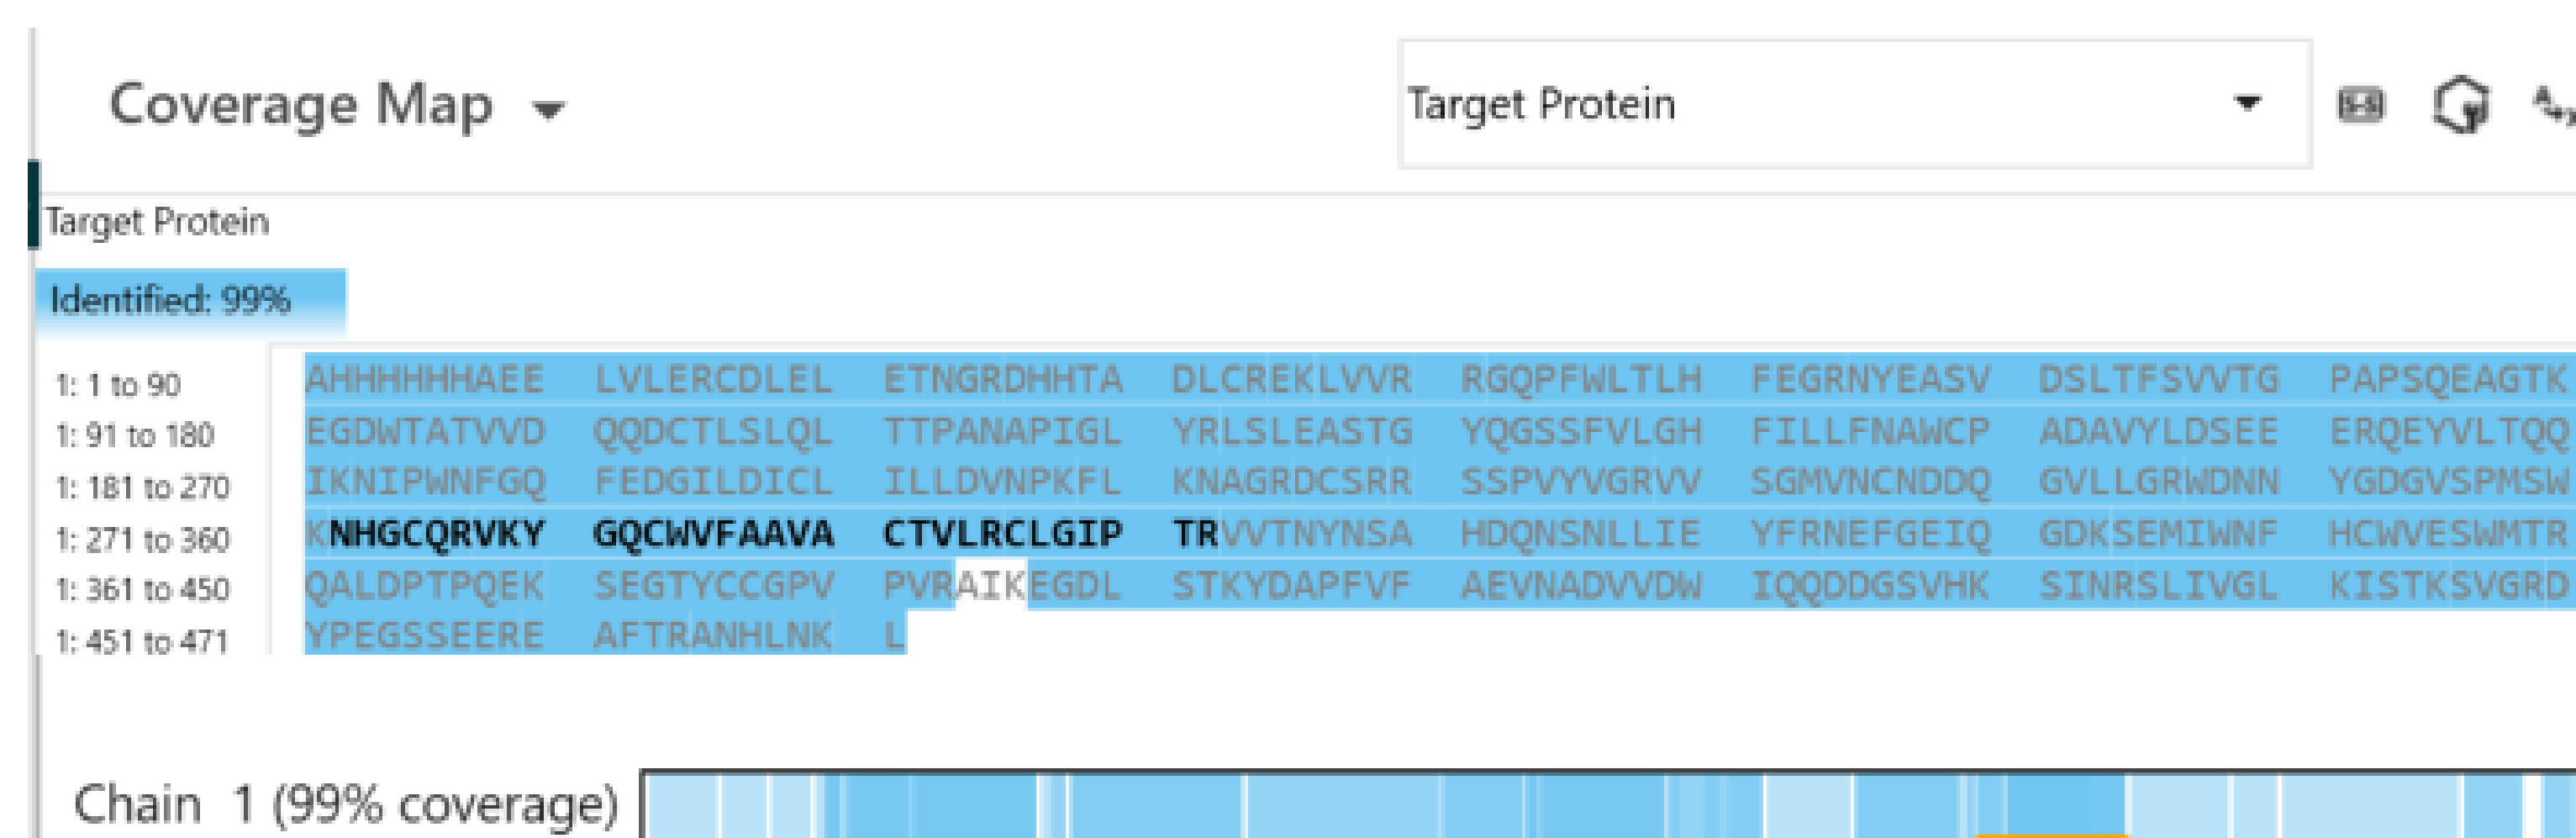 Coverage Map
Target Protein
S-S
Target Protein
Identified: 99%
1: 1 to 90 AHHHHHHAEE LVLERCDLEL ETNGRDHHTA DLCREKLVVR RGQPFWLTLH FEGRNYEASV DSLTFSVVTG PAPSQEAGTK
1: 91 to 180 EGDWTATVVD QQDCTLSLQL TTPANAPIGL YRLSLEASTG YQGSSFVLGH FILLFNAWCP ADAVYLDSEE ERQEYVLTQQ
1: 181 to 270 IKNIPWNFGQ FEDGILDICL ILLDVNPKFL KNAGRDCSRR SSPVYVGRVV SGMVNCNDDQ GVLLGRWDNN YGDGVSPMSW
1: 271 to 360 KNHGCQRVKY GQCWVFAAVA CTVLRCLGIP TRVVTNYNSA HDQNSNLLIE YFRNEFGEIQ GDKSEMIWNF HCWVESWMTR
1: 361 to 450 QALDPTPQEK SEGTYCCGPV PVRAIKEGDL STKYDAPFVF AEVNADVVDW IQQDDGSVHK SINRSLIVGL KISTKSVGRD
1: 451 to 471 YPEGSSEERE AFTRANHLNK L
Chain 1 (99% coverage)